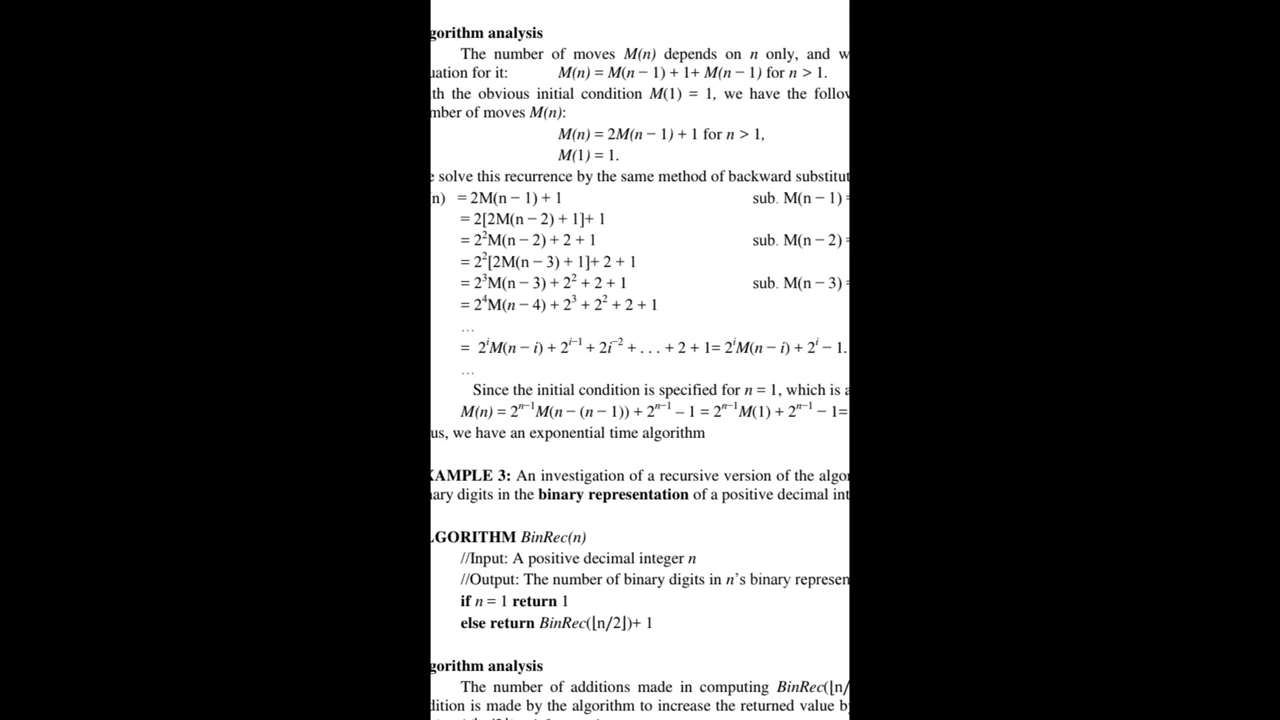 gorithm analysis
The number of moves M(n) depends on n only, and w
uation for it: M(n) = M(n − 1) + 1+ M(n − 1) for n > 1.
th the obvious initial condition M(1) = 1, we have the follov
mber of moves M(n):
M(n) = 2M(n − 1) + 1 for n > 1,
M(1) = 1.
e solve this recurrence by the same method of backward substitut
n) = 2M(n − 1) + 1 sub. M(n − 1) =
= 2[2M(n − 2) + 1]+ 1
= 2²M(n − 2) + 2 + 1 sub. M(n − 2) =
= 2²[2M(n − 3) + 1]+ 2 + 1
= 2³M(n − 3) + 2² + 2 + 1 sub. M(n − 3) =
= 2⁴M(n − 4) + 2³ + 2² + 2 + 1
…
= 2ⁱM(n − i) + 2ⁱ⁻¹ + 2i⁻² + . . . + 2 + 1= 2ⁱM(n − i) + 2ⁱ − 1.
…
Since the initial condition is specified for n = 1, which is a
M(n) = 2ⁿ⁻¹M(n − (n − 1)) + 2ⁿ⁻¹ − 1 = 2ⁿ⁻¹M(1) + 2ⁿ⁻¹ − 1=
us, we have an exponential time algorithm
XAMPLE 3: An investigation of a recursive version of the algo
ary digits in the binary representation of a positive decimal int
LGORITHM BinRec(n)
//Input: A positive decimal integer n
//Output: The number of binary digits in n's binary represen
if n = 1 return 1
else return BinRec(⌊n/2⌋)+ 1
gorithm analysis
The number of additions made in computing BinRec(⌊n/
dition is made by the algorithm to increase the returned value b